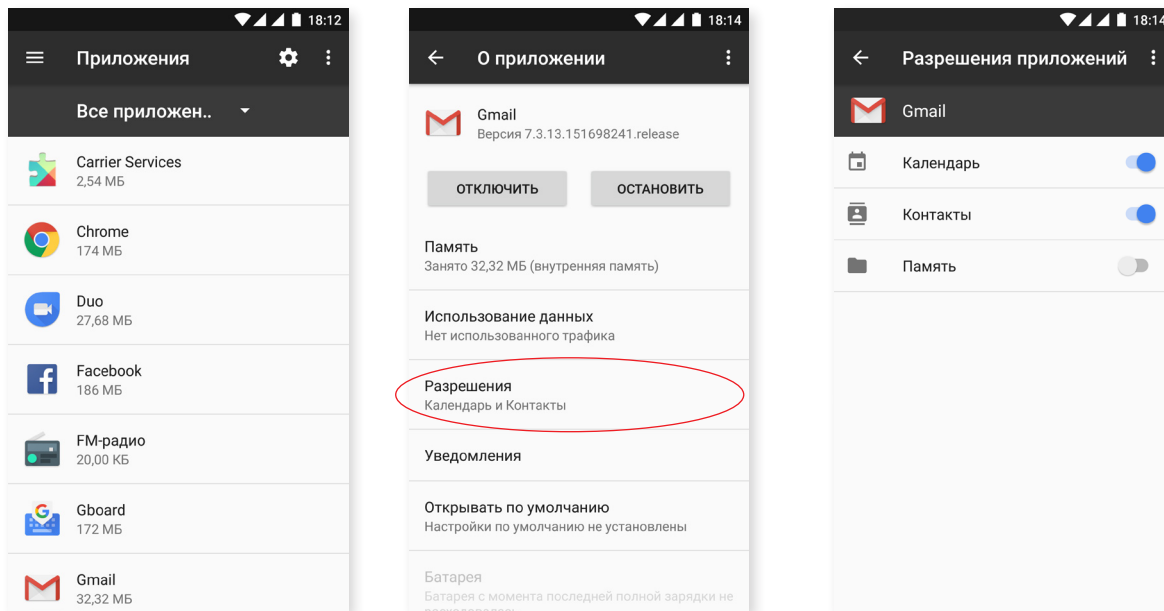 18:12
Приложения
Все приложен..
Carrier Services
2,54 МБ
Chrome
174 МБ
Duo
27,68 МБ
Facebook
186 МБ
FM-радио
20,00 КБ
Gboard
172 МБ
Gmail
32,32 МБ
18:14
О приложении
Gmail
Версия 7.3.13.151698241.release
ОТКЛЮЧИТЬ
ОСТАНОВИТЬ
Память
Занято 32,32 МБ (внутренняя память)
Использование данных
Нет использованного трафика
Разрешения
Календарь и Контакты
Уведомления
Открывать по умолчанию
Настройки по умолчанию не установлены
Батарея
Батарея с момента последней полной зарядки не
18:14
Разрешения приложений
Gmail
Календарь
Контакты
Память